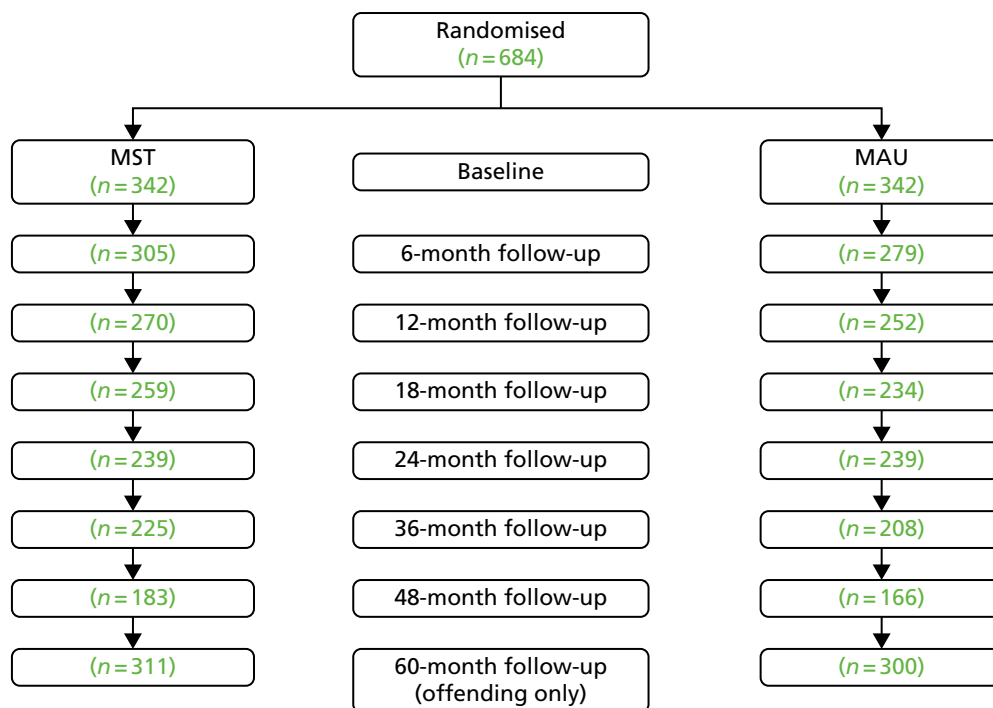 Randomised
(n = 684)
MST
(n = 342)
Baseline
MAU
(n = 342)
(n = 305)
6-month follow-up
(n = 279)
(n = 270)
12-month follow-up
(n = 252)
(n = 259)
18-month follow-up
(n = 234)
(n = 239)
24-month follow-up
(n = 239)
(n = 225)
36-month follow-up
(n = 208)
(n = 183)
48-month follow-up
(n = 166)
(n = 311)
60-month follow-up
(offending only)
(n = 300)